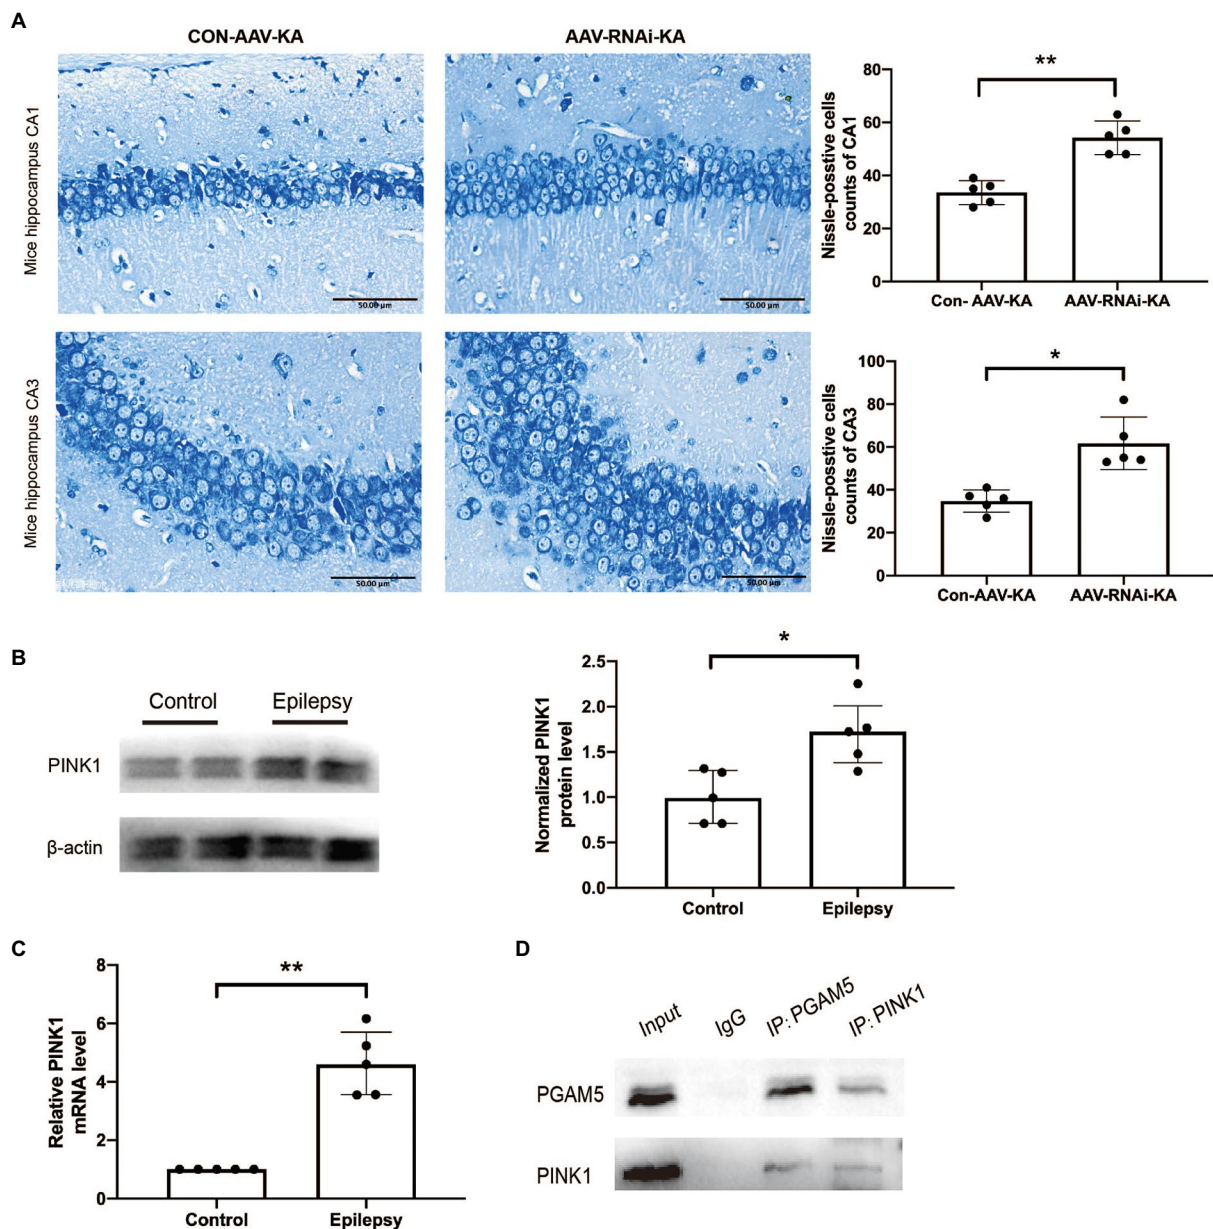 A
CON-AAV-KA
AAV-RNAi-KA
Mice hippocampus CA1
50.00 μm
50.00 μm
Nissle-posstive cells
counts of CA1
80
60
40
20
0
**
Con- AAV-KA
AAV-RNAi-KA
Mice hippocampus CA3
50.00 μm
50.00 μm
Nissle-posstive cells
counts of CA3
100
80
60
40
20
0
*
Con-AAV-KA
AAV-RNAi-KA
B
Control
Epilepsy
PINK1
β-actin
Normalized PINK1
protein level
2.5
2.0
1.5
1.0
0.5
0.0
*
Control
Epilepsy
C
Relative PINK1
mRNA level
8
6
4
2
0
**
Control
Epilepsy
D
Input
IgG
IP: PGAM5
IP: PINK1
PGAM5
PINK1